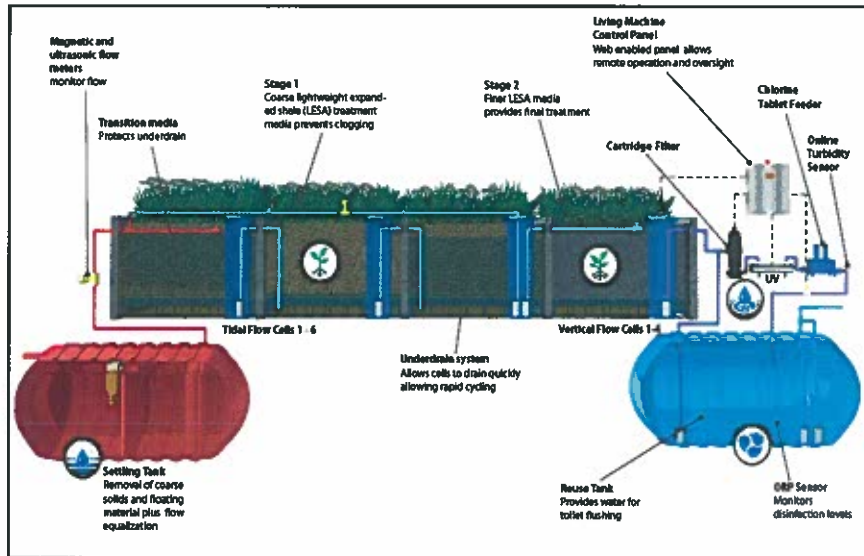 Magnetic and
ultrasonic flow
meters
monitor flow
Transition media
Protects underdrain
Stage 1
Coarse lightweight expand-
ed shale (LESA) treatment
media prevents clogging
Stage 2
Finer LESA media
provides final treatment
Living Machine
Control Panel
Web enabled panel allows
remote operation and oversight
Chlorine
Tablet Feeder
Cartridge Filter
Online
Turbidity
Sensor
1
UV
Tidal Flow Cells 1 - 6
Vertical Flow Cells 1-4
Underdrain system
Allows cells to drain quickly
allowing rapid cycling
Settling Tank
Removal of coarse
solids and floating
material plus flow
equalization
Reuse Tank
Provides water for
toilet flushing
ORP Sensor
Monitors
disinfection levels